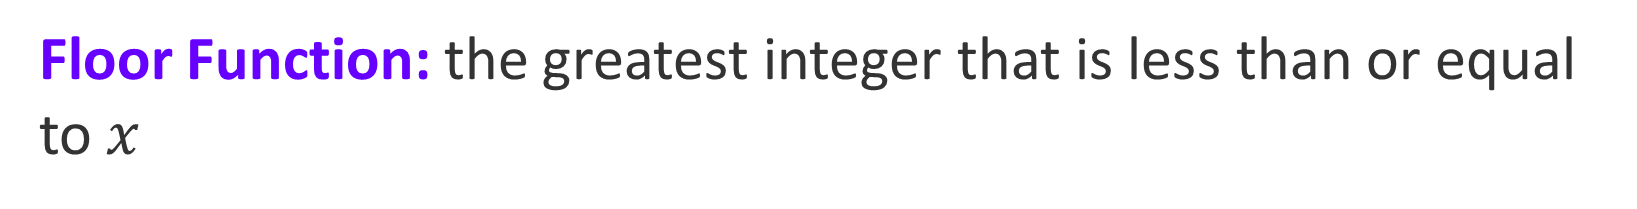 Floor Function: the greatest integer that is less than or equal
to x